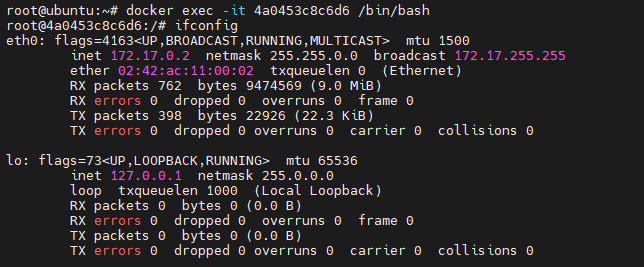 root@ubuntu:~# docker exec -it 4a0453c8c6d6 /bin/bash
root@4a0453c8c6d6:/# ifconfig
eth0: flags=4163<UP,BROADCAST,RUNNING,MULTICAST>  mtu 1500
        inet 172.17.0.2  netmask 255.255.0.0  broadcast 172.17.255.255
        ether 02:42:ac:11:00:02  txqueuelen 0  (Ethernet)
        RX packets 762  bytes 9474569 (9.0 MiB)
        RX errors 0  dropped 0  overruns 0  frame 0
        TX packets 398  bytes 22926 (22.3 KiB)
        TX errors 0  dropped 0 overruns 0  carrier 0  collisions 0

lo: flags=73<UP,LOOPBACK,RUNNING>  mtu 65536
        inet 127.0.0.1  netmask 255.0.0.0
        loop  txqueuelen 1000  (Local Loopback)
        RX packets 0  bytes 0 (0.0 B)
        RX errors 0  dropped 0  overruns 0  frame 0
        TX packets 0  bytes 0 (0.0 B)
        TX errors 0  dropped 0 overruns 0  carrier 0  collisions 0